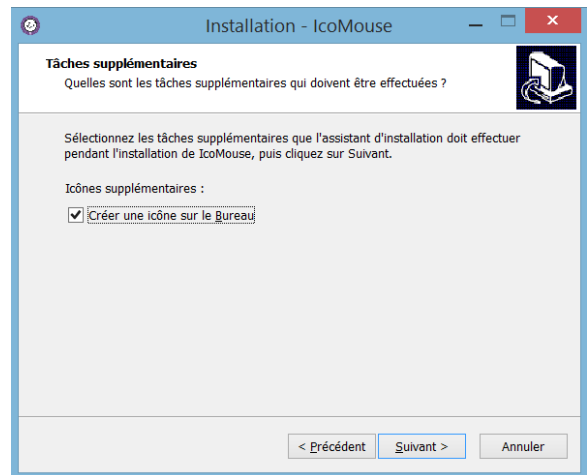 Installation - IcoMouse
Tâches supplémentaires
Quelles sont les tâches supplémentaires qui doivent être effectuées ?
Sélectionnez les tâches supplémentaires que l'assistant d'installation doit effectuer
pendant l'installation de IcoMouse, puis cliquez sur Suivant.
Icônes supplémentaires :
Créer une icône sur le Bureau
< Précédent
Suivant >
Annuler